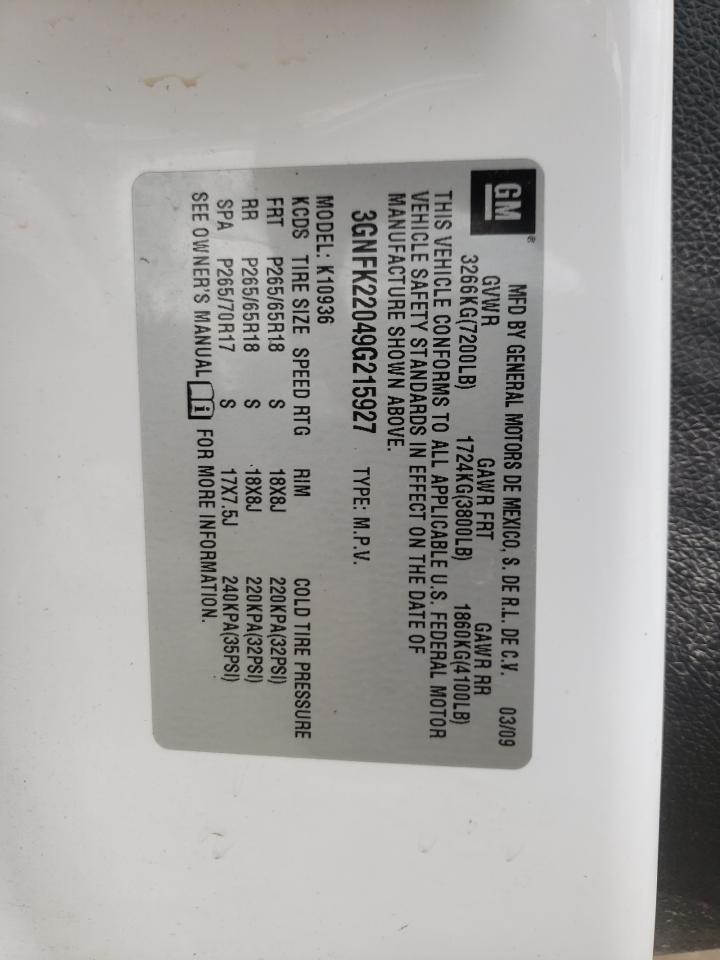 GM®
MFD BY GENERAL MOTORS DE MEXICO, S. DE R.L. DE C.V. 03/09
GVWR GAWR FRT GAWR RR
3266KG(7200LB) 1724KG(3800LB) 1860KG(4100LB)
THIS VEHICLE CONFORMS TO ALL APPLICABLE U.S. FEDERAL MOTOR
VEHICLE SAFETY STANDARDS IN EFFECT ON THE DATE OF
MANUFACTURE SHOWN ABOVE.
3GNFK22049G215927 TYPE: M.P.V.
MODEL: K10936
KCDS TIRE SIZE SPEED RTG RIM COLD TIRE PRESSURE
FRT P265/65R18 S 18X8J 220KPA(32PSI)
RR P265/65R18 S 18X8J 220KPA(32PSI)
SPA P265/70R17 S 17X7.5J 240KPA(35PSI)
SEE OWNER'S MANUAL i FOR MORE INFORMATION.